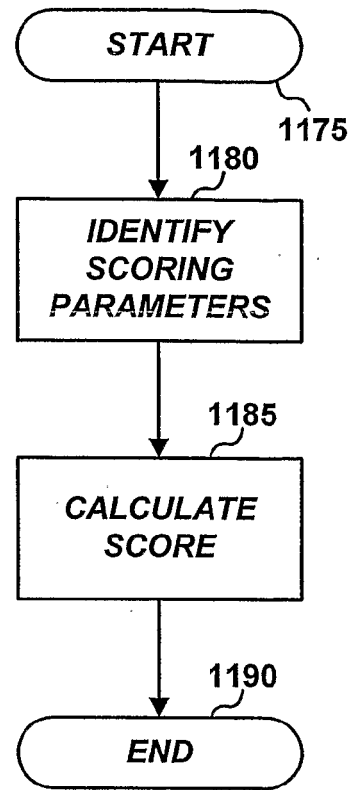 START
1175
1180
IDENTIFY
SCORING
PARAMETERS
1185
CALCULATE
SCORE
1190
END